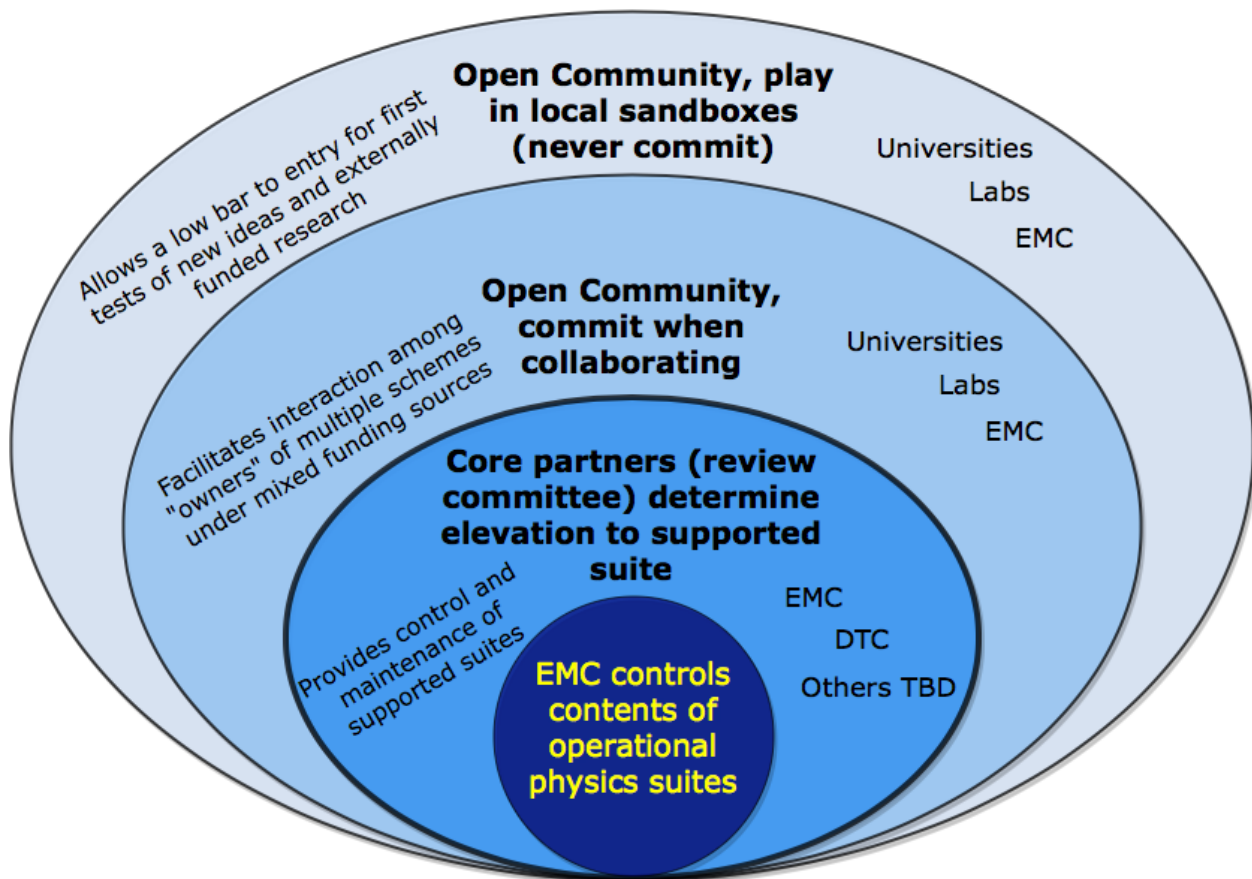 Open Community, play
in local sandboxes
(never commit)
Allows a low bar to entry for first
tests of new ideas and externally
funded research
Universities
Labs
EMC
Open Community,
commit when
collaborating
Facilitates interaction among
"owners" of multiple schemes
under mixed funding sources
Universities
Labs
EMC
Core partners (review
committee) determine
elevation to supported
suite
Provides control and
maintenance of
supported suites
EMC
DTC
Others TBD
EMC controls
contents of
operational
physics suites